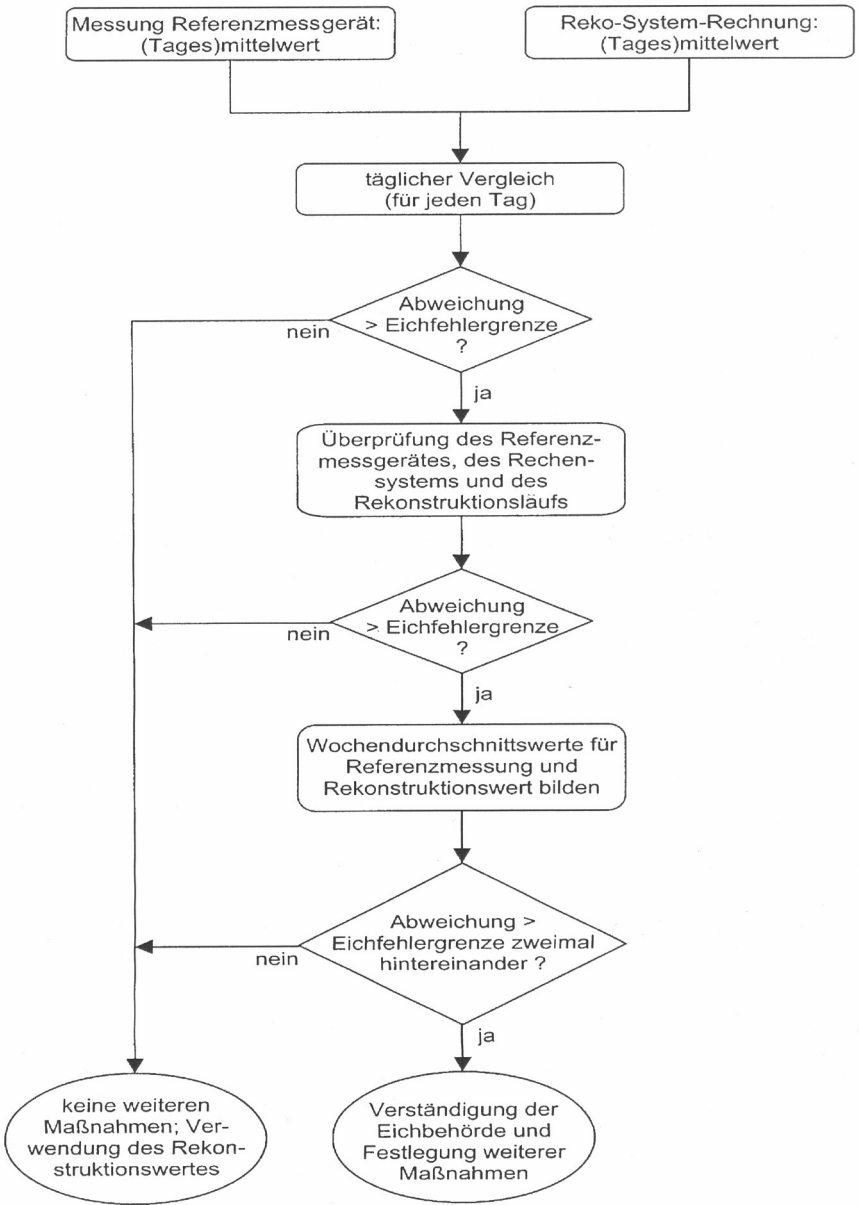 Messung Referenzmessgerät:
(Tages)mittelwert
Reko-System-Rechnung:
(Tages)mittelwert
täglicher Vergleich
(für jeden Tag)
Abweichung
> Eichfehlergrenze
?
nein
ja
Überprüfung des Referenz-
messgerätes, des Rechen-
systems und des
Rekonstruktionsläufs
Abweichung
> Eichfehlergrenze
?
nein
ja
Wochendurchschnittswerte für
Referenzmessung und
Rekonstruktionswert bilden
Abweichung >
Eichfehlergrenze zweimal
hintereinander ?
nein
ja
keine weiteren
Maßnahmen; Ver-
wendung des Rekon-
struktionswertes
Verständigung der
Eichbehörde und
Festlegung weiterer
Maßnahmen